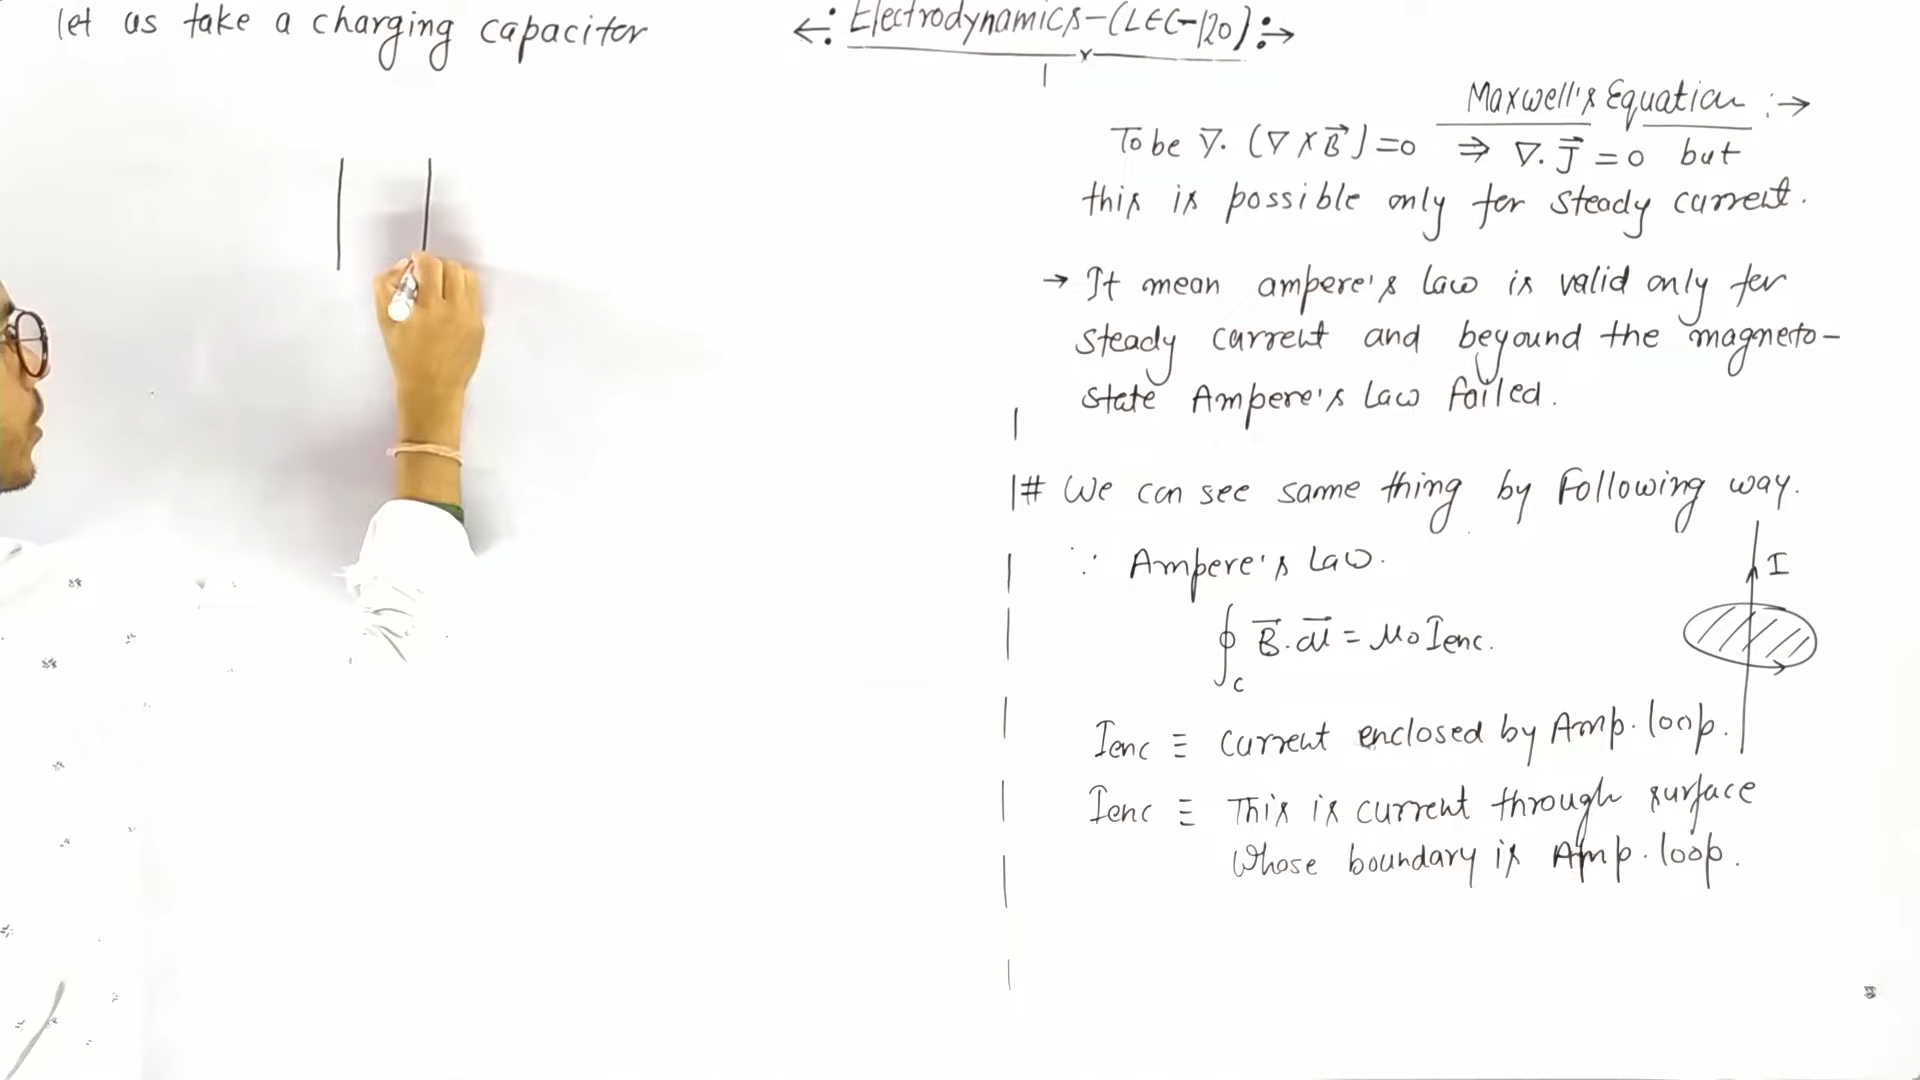 let us take a charging capacitor
←: Electrodynamics-(LEC-120):→
Maxwell's Equation :→
To be ∇. (∇ × B⃗) = 0 ⇒ ∇. J⃗ = 0 but
this is possible only for steady current.
→ It mean ampere's law is valid only for
steady current and beyound the magneto-
state Ampere's Law failed.
# We can see same thing by Following way.
∵ Ampere's Law.
I
∮c B⃗.dl⃗ = μ0 Ienc.
Ienc ≡ current enclosed by Amp. loop.
Ienc ≡ This is current through surface
Whose boundary is Amp. loop.